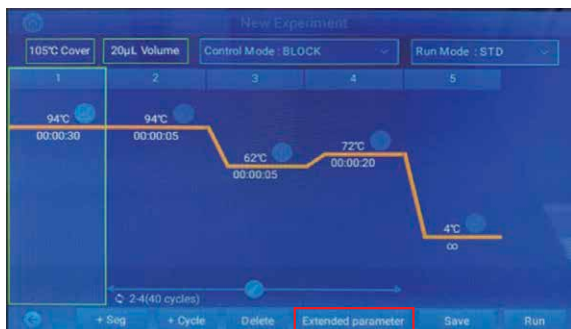 New Experiment
105℃ Cover
20μL Volume
Control Mode : BLOCK
Run Mode : STD
1
2
3
4
5
94℃
00:00:30
94℃
00:00:05
62℃
00:00:05
72℃
00:00:20
4℃
∞
2-4(40 cycles)
+ Seg
+ Cycle
Delete
Extended parameter
Save
Run